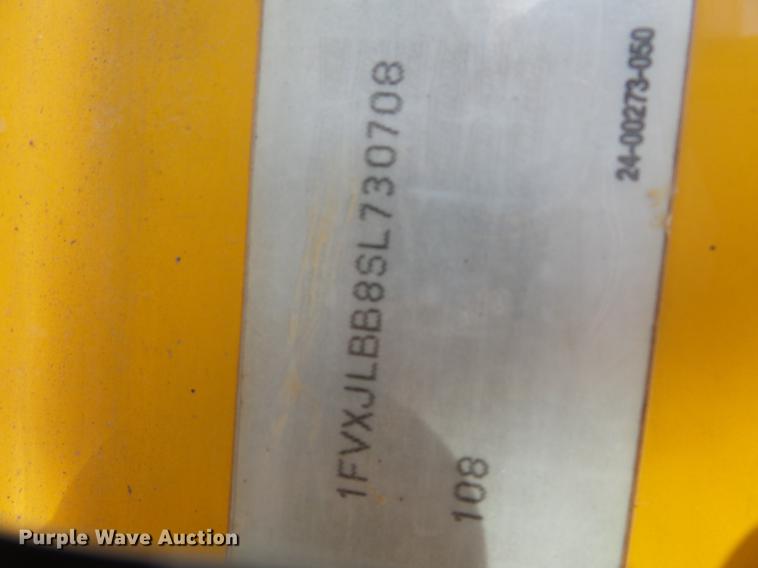 1FVXJLBB8SL730708
108
24-00273-050
Purple Wave Auction